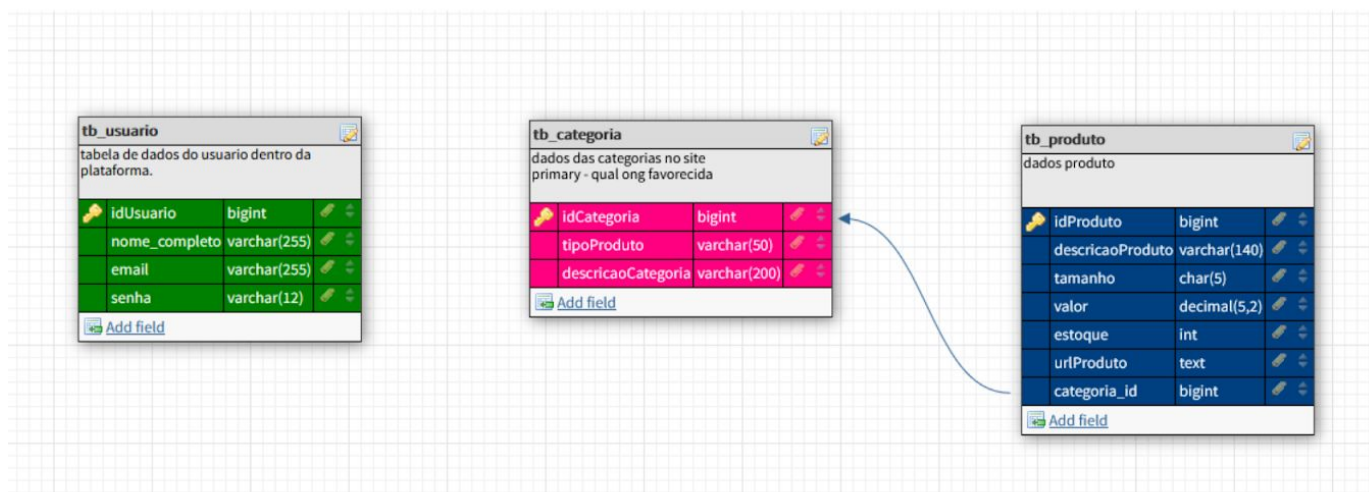 tb_usuario
tabela de dados do usuario dentro da
plataforma.
idUsuario bigint
nome_completo varchar(255)
email varchar(255)
senha varchar(12)
Add field
tb_categoria
dados das categorias no site
primary - qual ong favorecida
idCategoria bigint
tipoProduto varchar(50)
descricaoCategoria varchar(200)
Add field
tb_produto
dados produto
idProduto bigint
descricaoProduto varchar(140)
tamanho char(5)
valor decimal(5,2)
estoque int
urlProduto text
categoria_id bigint
Add field